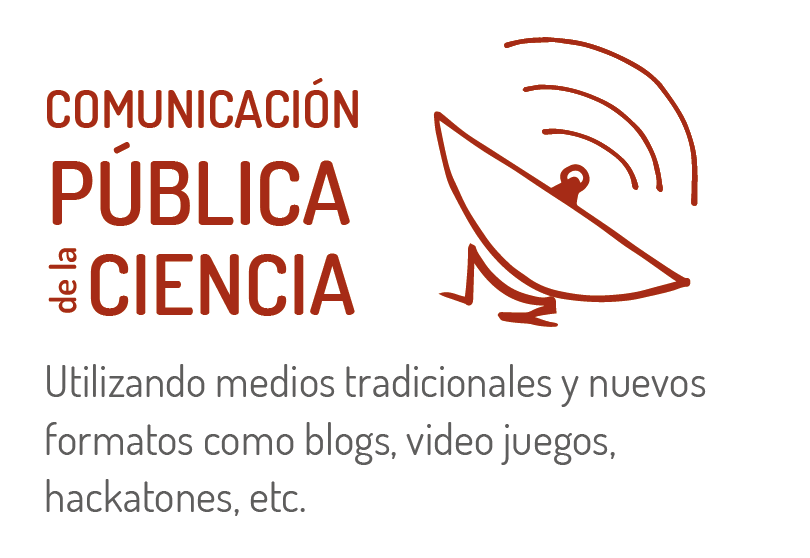 COMUNICACIÓN
PÚBLICA
de la CIENCIA
Utilizando medios tradicionales y nuevos
formatos como blogs, video juegos,
hackatones, etc.